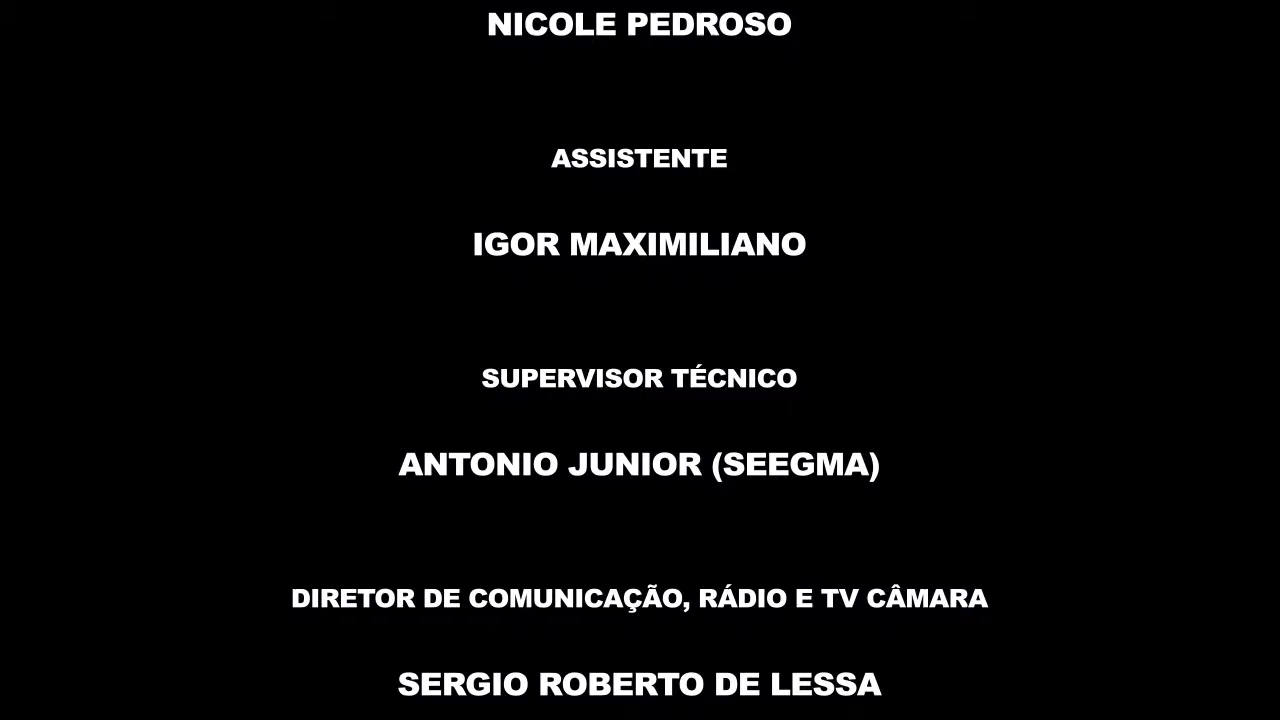 NICOLE PEDROSO
ASSISTENTE
IGOR MAXIMILIANO
SUPERVISOR TÉCNICO
ANTONIO JUNIOR (SEEGMA)
DIRETOR DE COMUNICAÇÃO, RÁDIO E TV CÂMARA
SERGIO ROBERTO DE LESSA